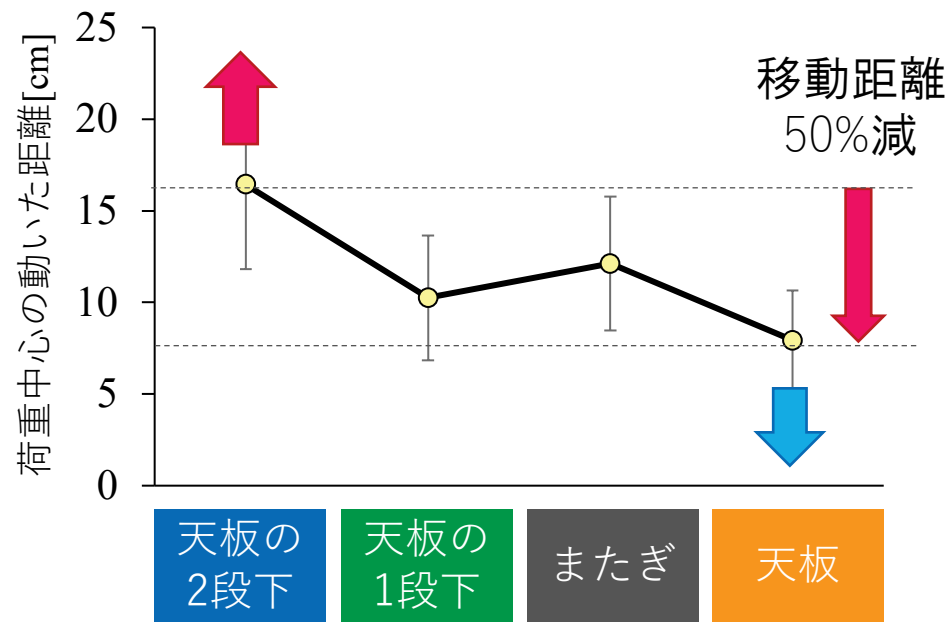 荷重中心の動いた距離[cm]
25
20
15
10
5
0
移動距離
50%減
天板の
2段下
天板の
1段下
またぎ
天板